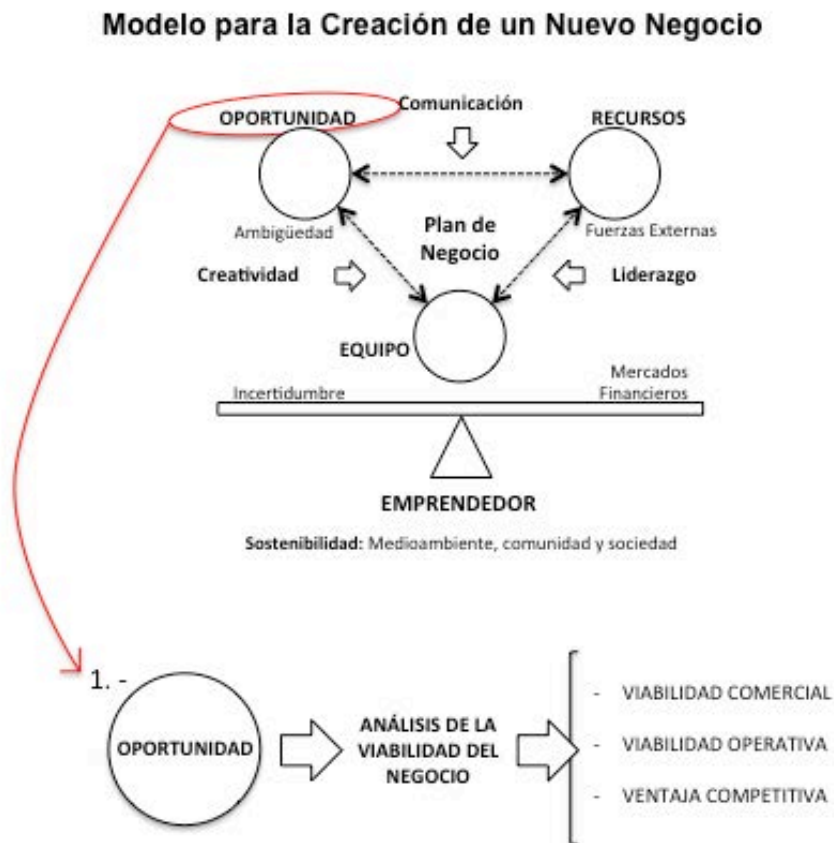 Modelo para la Creación de un Nuevo Negocio
Comunicación
OPORTUNIDAD
RECURSOS
Ambigüedad
Plan de
Negocio
Fuerzas Externas
Creatividad
Liderazgo
EQUIPO
Incertidumbre
Mercados
Financieros
EMPRENDEDOR
Sostenibilidad: Medioambiente, comunidad y sociedad
1. -
OPORTUNIDAD
ANÁLISIS DE LA
VIABILIDAD DEL
NEGOCIO
- VIABILIDAD COMERCIAL
- VIABILIDAD OPERATIVA
- VENTAJA COMPETITIVA